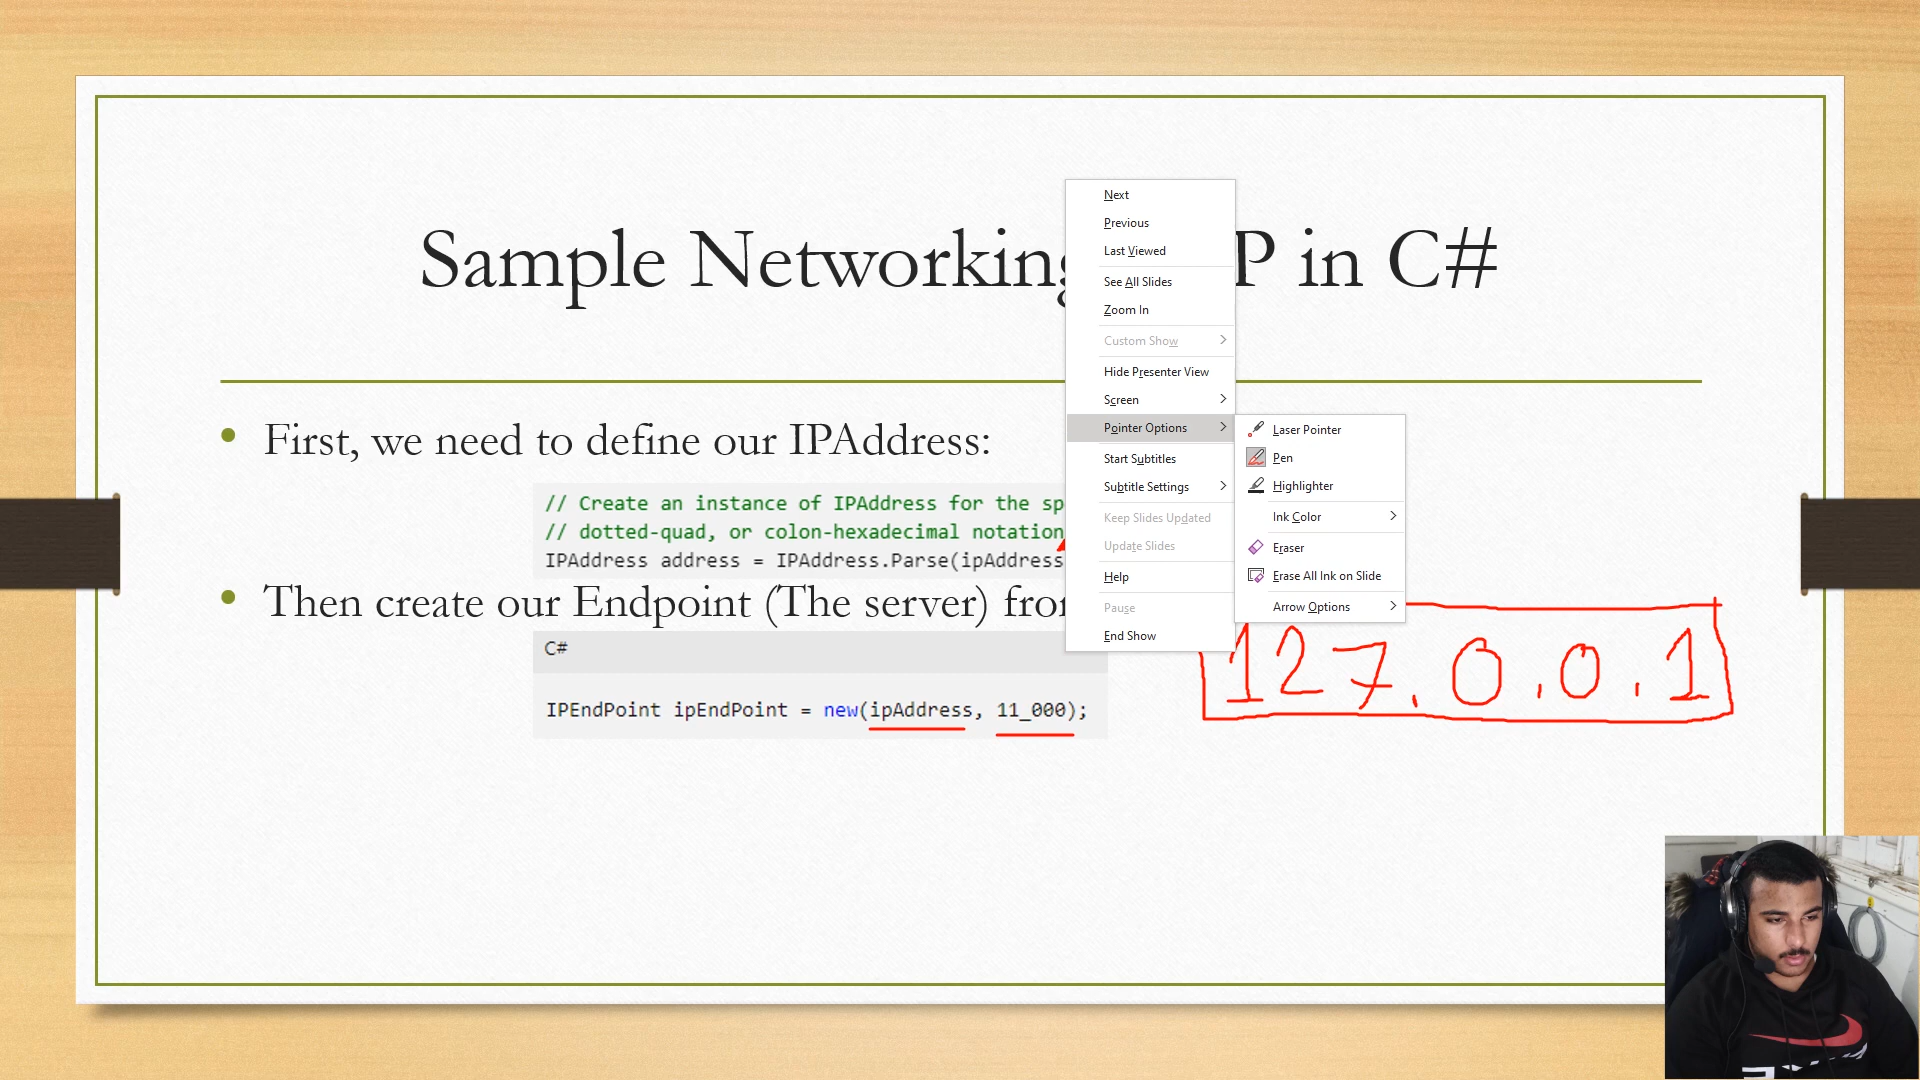 Sample Networking P in C#
First, we need to define our IPAddress:
// Create an instance of IPAddress for the
// dotted-quad, or colon-hexadecimal notation
IPAddress address = IPAddress.Parse(ipAddress
Then create our Endpoint (The server)
C#
IPEndPoint ipEndPoint = new(ipAddress, 11_000);
127.0.0.1
Next
Previous
Last Viewed
See All Slides
Zoom In
Custom Show
Hide Presenter View
Screen
Pointer Options
Start Subtitles
Subtitle Settings
Keep Slides Updated
Update Slides
Help
Pause
End Show
Laser Pointer
Pen
Highlighter
Ink Color
Eraser
Erase All Ink on Slide
Arrow Options